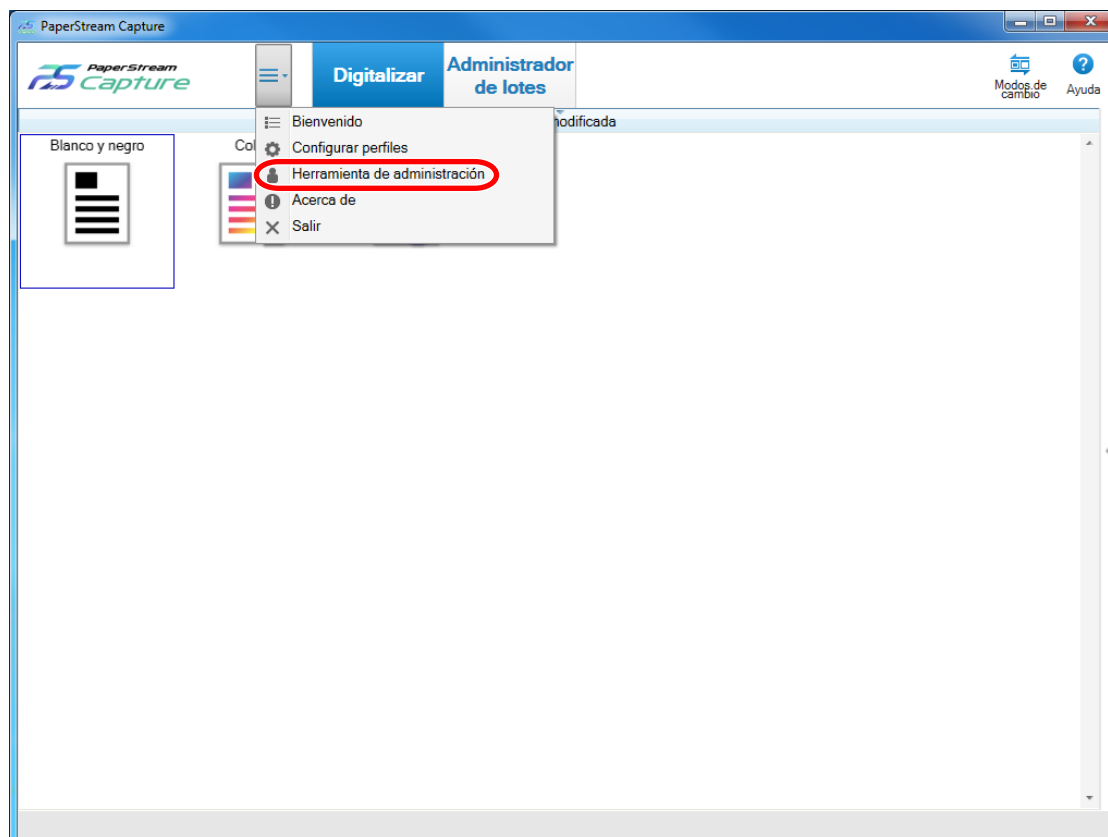 PaperStream Capture
PaperStream
Capture
Digitalizar
Administrador
de lotes
Modos de
cambio
Ayuda
Bienvenido
Configurar perfiles
Herramienta de administración
Acerca de
Salir
modificada
Blanco y negro
Col